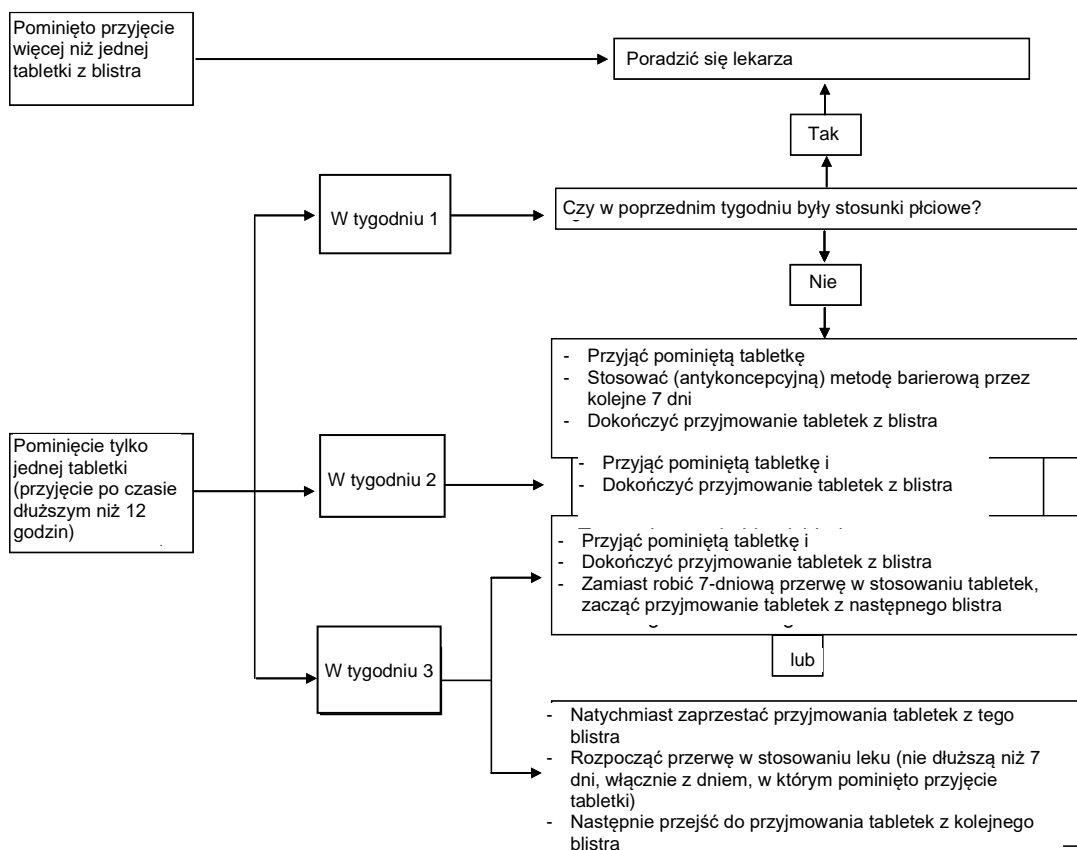 Pominięto przyjęcie
więcej niż jednej
tabletki z blistra
Poradzić się lekarza
Tak
W tygodniu 1
Czy w poprzednim tygodniu były stosunki płciowe?
Nie
- Przyjąć pominiętą tabletkę
- Stosować (antykoncepcyjną) metodę barierową przez
kolejne 7 dni
- Dokończyć przyjmowanie tabletek z blistra
Pominięcie tylko
jednej tabletki
(przyjęcie po czasie
dłuższym niż 12
godzin)
W tygodniu 2
- Przyjąć pominiętą tabletkę i
- Dokończyć przyjmowanie tabletek z blistra
- Przyjąć pominiętą tabletkę i
- Dokończyć przyjmowanie tabletek z blistra
- Zamiast robić 7-dniową przerwę w stosowaniu tabletek,
zacząć przyjmowanie tabletek z następnego blistra
W tygodniu 3
lub
- Natychmiast zaprzestać przyjmowania tabletek z tego
blistra
- Rozpocząć przerwę w stosowaniu leku (nie dłuższą niż 7
dni, włącznie z dniem, w którym pominięto przyjęcie
tabletki)
- Następnie przejść do przyjmowania tabletek z kolejnego
blistra